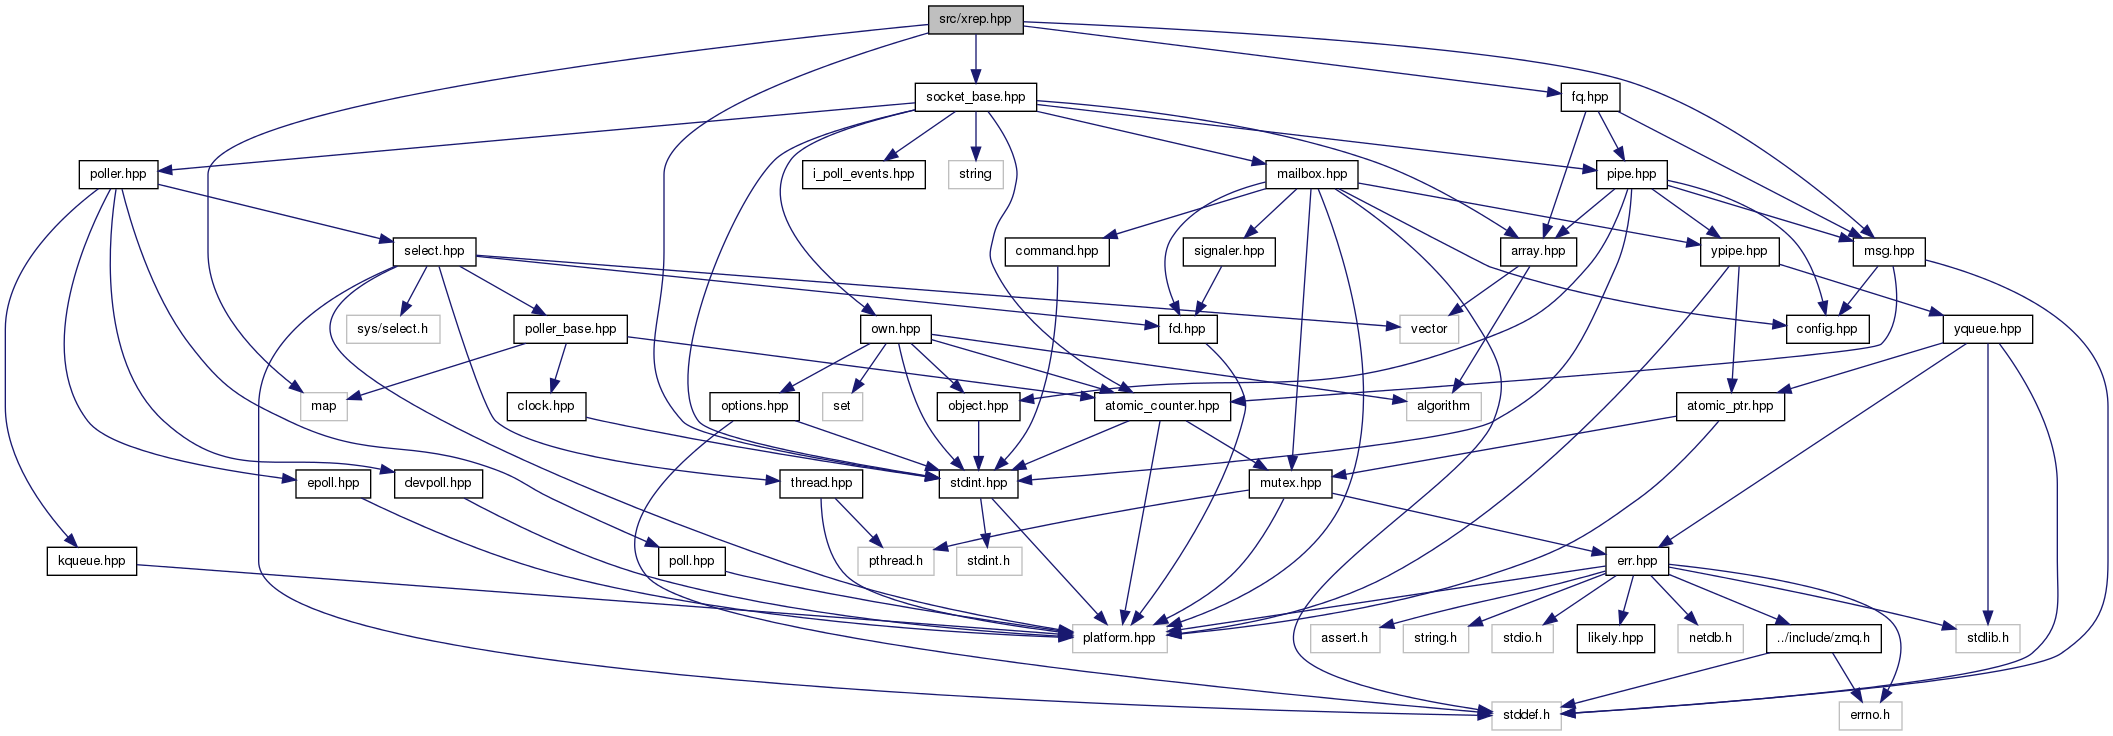 src/xrep.hpp
socket_base.hpp
fq.hpp
poller.hpp
i_poll_events.hpp
string
mailbox.hpp
pipe.hpp
select.hpp
command.hpp
signaler.hpp
array.hpp
ypipe.hpp
msg.hpp
sys/select.h
poller_base.hpp
own.hpp
fd.hpp
vector
config.hpp
yqueue.hpp
map
clock.hpp
options.hpp
set
object.hpp
atomic_counter.hpp
algorithm
atomic_ptr.hpp
epoll.hpp
devpoll.hpp
thread.hpp
stdint.hpp
mutex.hpp
kqueue.hpp
poll.hpp
pthread.h
stdint.h
err.hpp
platform.hpp
assert.h
string.h
stdio.h
likely.hpp
netdb.h
../include/zmq.h
stdlib.h
stddef.h
errno.h